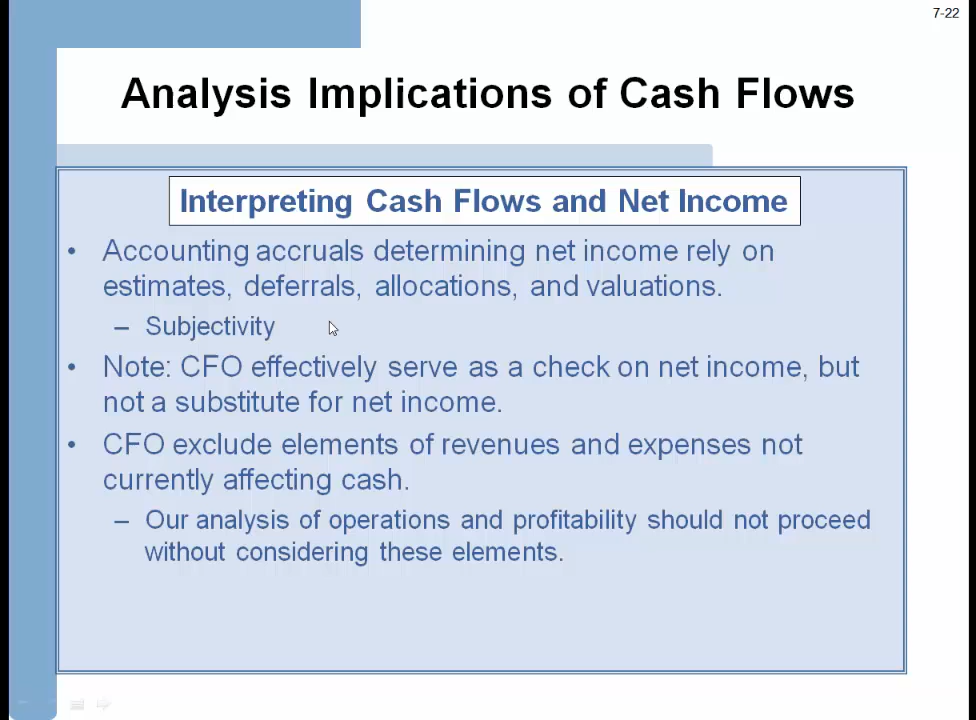 7-22
Analysis Implications of Cash Flows
Interpreting Cash Flows and Net Income
• Accounting accruals determining net income rely on
estimates, deferrals, allocations, and valuations.
– Subjectivity
• Note: CFO effectively serve as a check on net income, but
not a substitute for net income.
• CFO exclude elements of revenues and expenses not
currently affecting cash.
– Our analysis of operations and profitability should not proceed
without considering these elements.